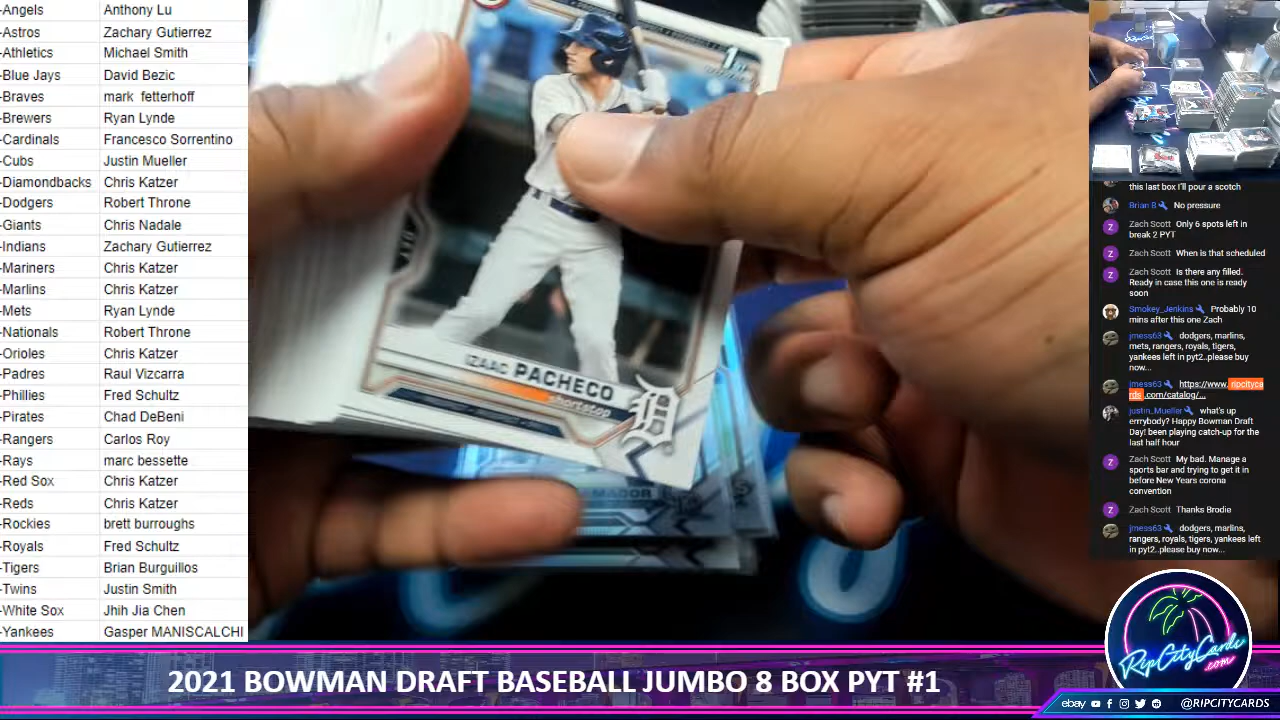 -Angels Anthony Lu
-Astros Zachary Gutierrez
-Athletics Michael Smith
-Blue Jays David Bezic
-Braves mark fetterhoff
-Brewers Ryan Lynde
-Cardinals Francesco Sorrentino
-Cubs Justin Mueller
-Diamondbacks Chris Katzer
-Dodgers Robert Throne
-Giants Chris Nadale
-Indians Zachary Gutierrez
-Mariners Chris Katzer
-Marlins Chris Katzer
-Mets Ryan Lynde
-Nationals Robert Throne
-Orioles Chris Katzer
-Padres Raul Vizcarra
-Phillies Fred Schultz
-Pirates Chad DeBeni
-Rangers Carlos Roy
-Rays marc bessette
-Red Sox Chris Katzer
-Reds Chris Katzer
-Rockies brett burroughs
-Royals Fred Schultz
-Tigers Brian Burguillos
-Twins Justin Smith
-White Sox Jhih Jia Chen
-Yankees Gasper MANISCALCHI
1st
IZAAC PACHECO
shortstop
MADOR
this last box I'll pour a scotch
Brian B No pressure
Zach Scott Only 6 spots left in
break 2 PYT
Zach Scott When is that scheduled
Zach Scott Is there any filled.
Ready in case this one is ready
soon
Smokey_Jenkins Probably 10
mins after this one Zach
jmess63 dodgers, marlins,
mets, rangers, royals, tigers,
yankees left in pyt2..please buy
now...
jmess63 https://www.ripcityca
rds.com/catalog/...
justin_Mueller what's up
errrybody? Happy Bowman Draft
Day! been playing catch-up for the
last half hour
Zach Scott My bad. Manage a
sports bar and trying to get it in
before New Years corona
convention
Zach Scott Thanks Brodie
jmess63 dodgers, marlins,
rangers, royals, tigers, yankees left
in pyt2..please buy now...
RipCityCards
.com
2021 BOWMAN DRAFT BASEBALL JUMBO 8 BOX PYT #1
ebay @RIPCITYCARDS